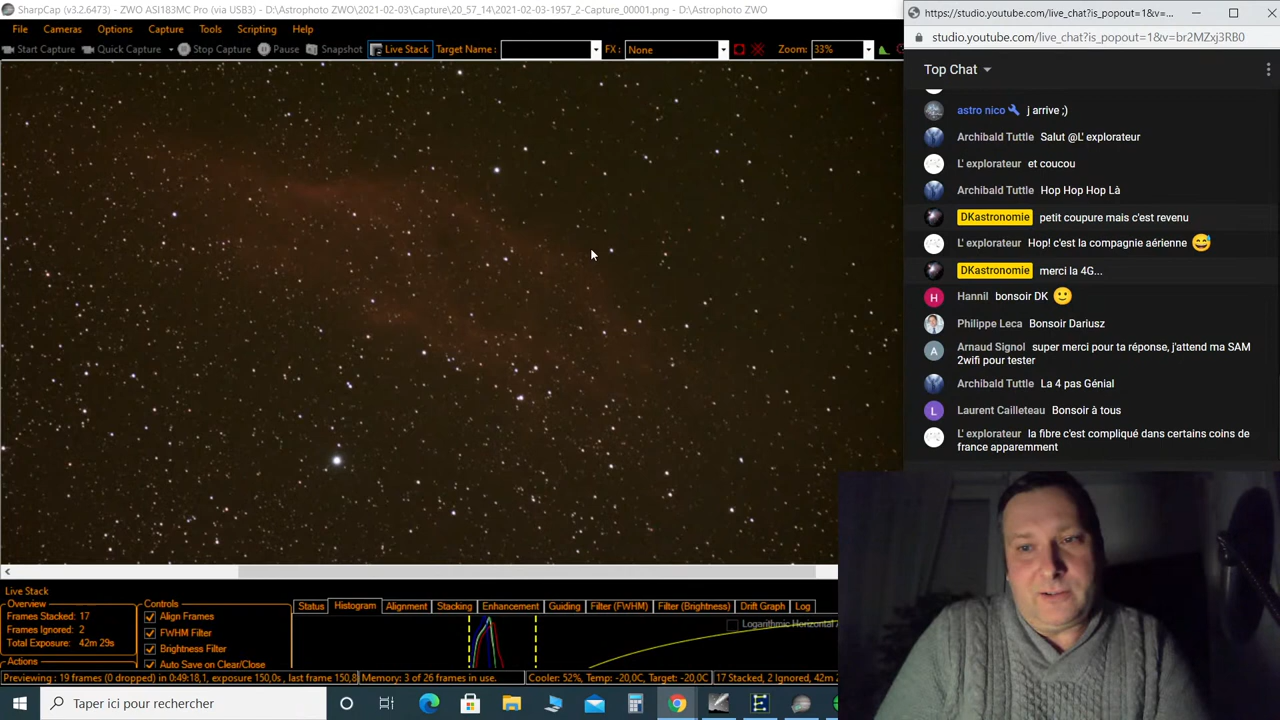 SharpCap (v3.2.6473) - ZWO ASI183MC Pro (via USB3) - D:\Astrophoto ZWO\2021-02-03\Capture\20_57_14\2021-02-03-1957_2-Capture_00001.png - D:\Astrophoto ZWO
File Cameras Options Capture Tools Scripting Help
Start Capture Quick Capture Stop Capture Pause Snapshot Live Stack Target Name : FX : None Zoom: 33%
https://studio.youtube.com/live_chat?is_popout=1&v=...
studio.youtube.com/live_chat?is_popout=1&v=br2MZxj3RB0
Top Chat
astro nico j arrive ;)
Archibald Tuttle Salut @L' explorateur
L' explorateur et coucou
Archibald Tuttle Hop Hop Hop Là
DKastronomie petit coupure mais c'est revenu
L' explorateur Hop! c'est la compagnie aérienne 😅
DKastronomie merci la 4G...
Hannil bonsoir DK 🙂
Philippe Leca Bonsoir Dariusz
Arnaud Signol super merci pour ta réponse, j'attend ma SAM
2wifi pour tester
Archibald Tuttle La 4 pas Génial
Laurent Cailleteau Bonsoir à tous
L' explorateur la fibre c'est compliqué dans certains coins de
france apparemment
Live Stack
Overview
Frames Stacked: 17
Frames Ignored: 2
Total Exposure: 42m 29s
Actions
Controls
Align Frames
FWHM Filter
Brightness Filter
Auto Save on Clear/Close
Status Histogram Alignment Stacking Enhancement Guiding Filter (FWHM) Filter (Brightness) Drift Graph Log
Logarithmic Horizontal
Previewing : 19 frames (0 dropped) in 0:49:18,1, exposure 150,0s , last frame 150,8
Memory: 3 of 26 frames in use.
Cooler: 52%, Temp: -20,0C, Target: -20,0C
17 Stacked, 2 Ignored, 42m 2
Taper ici pour rechercher